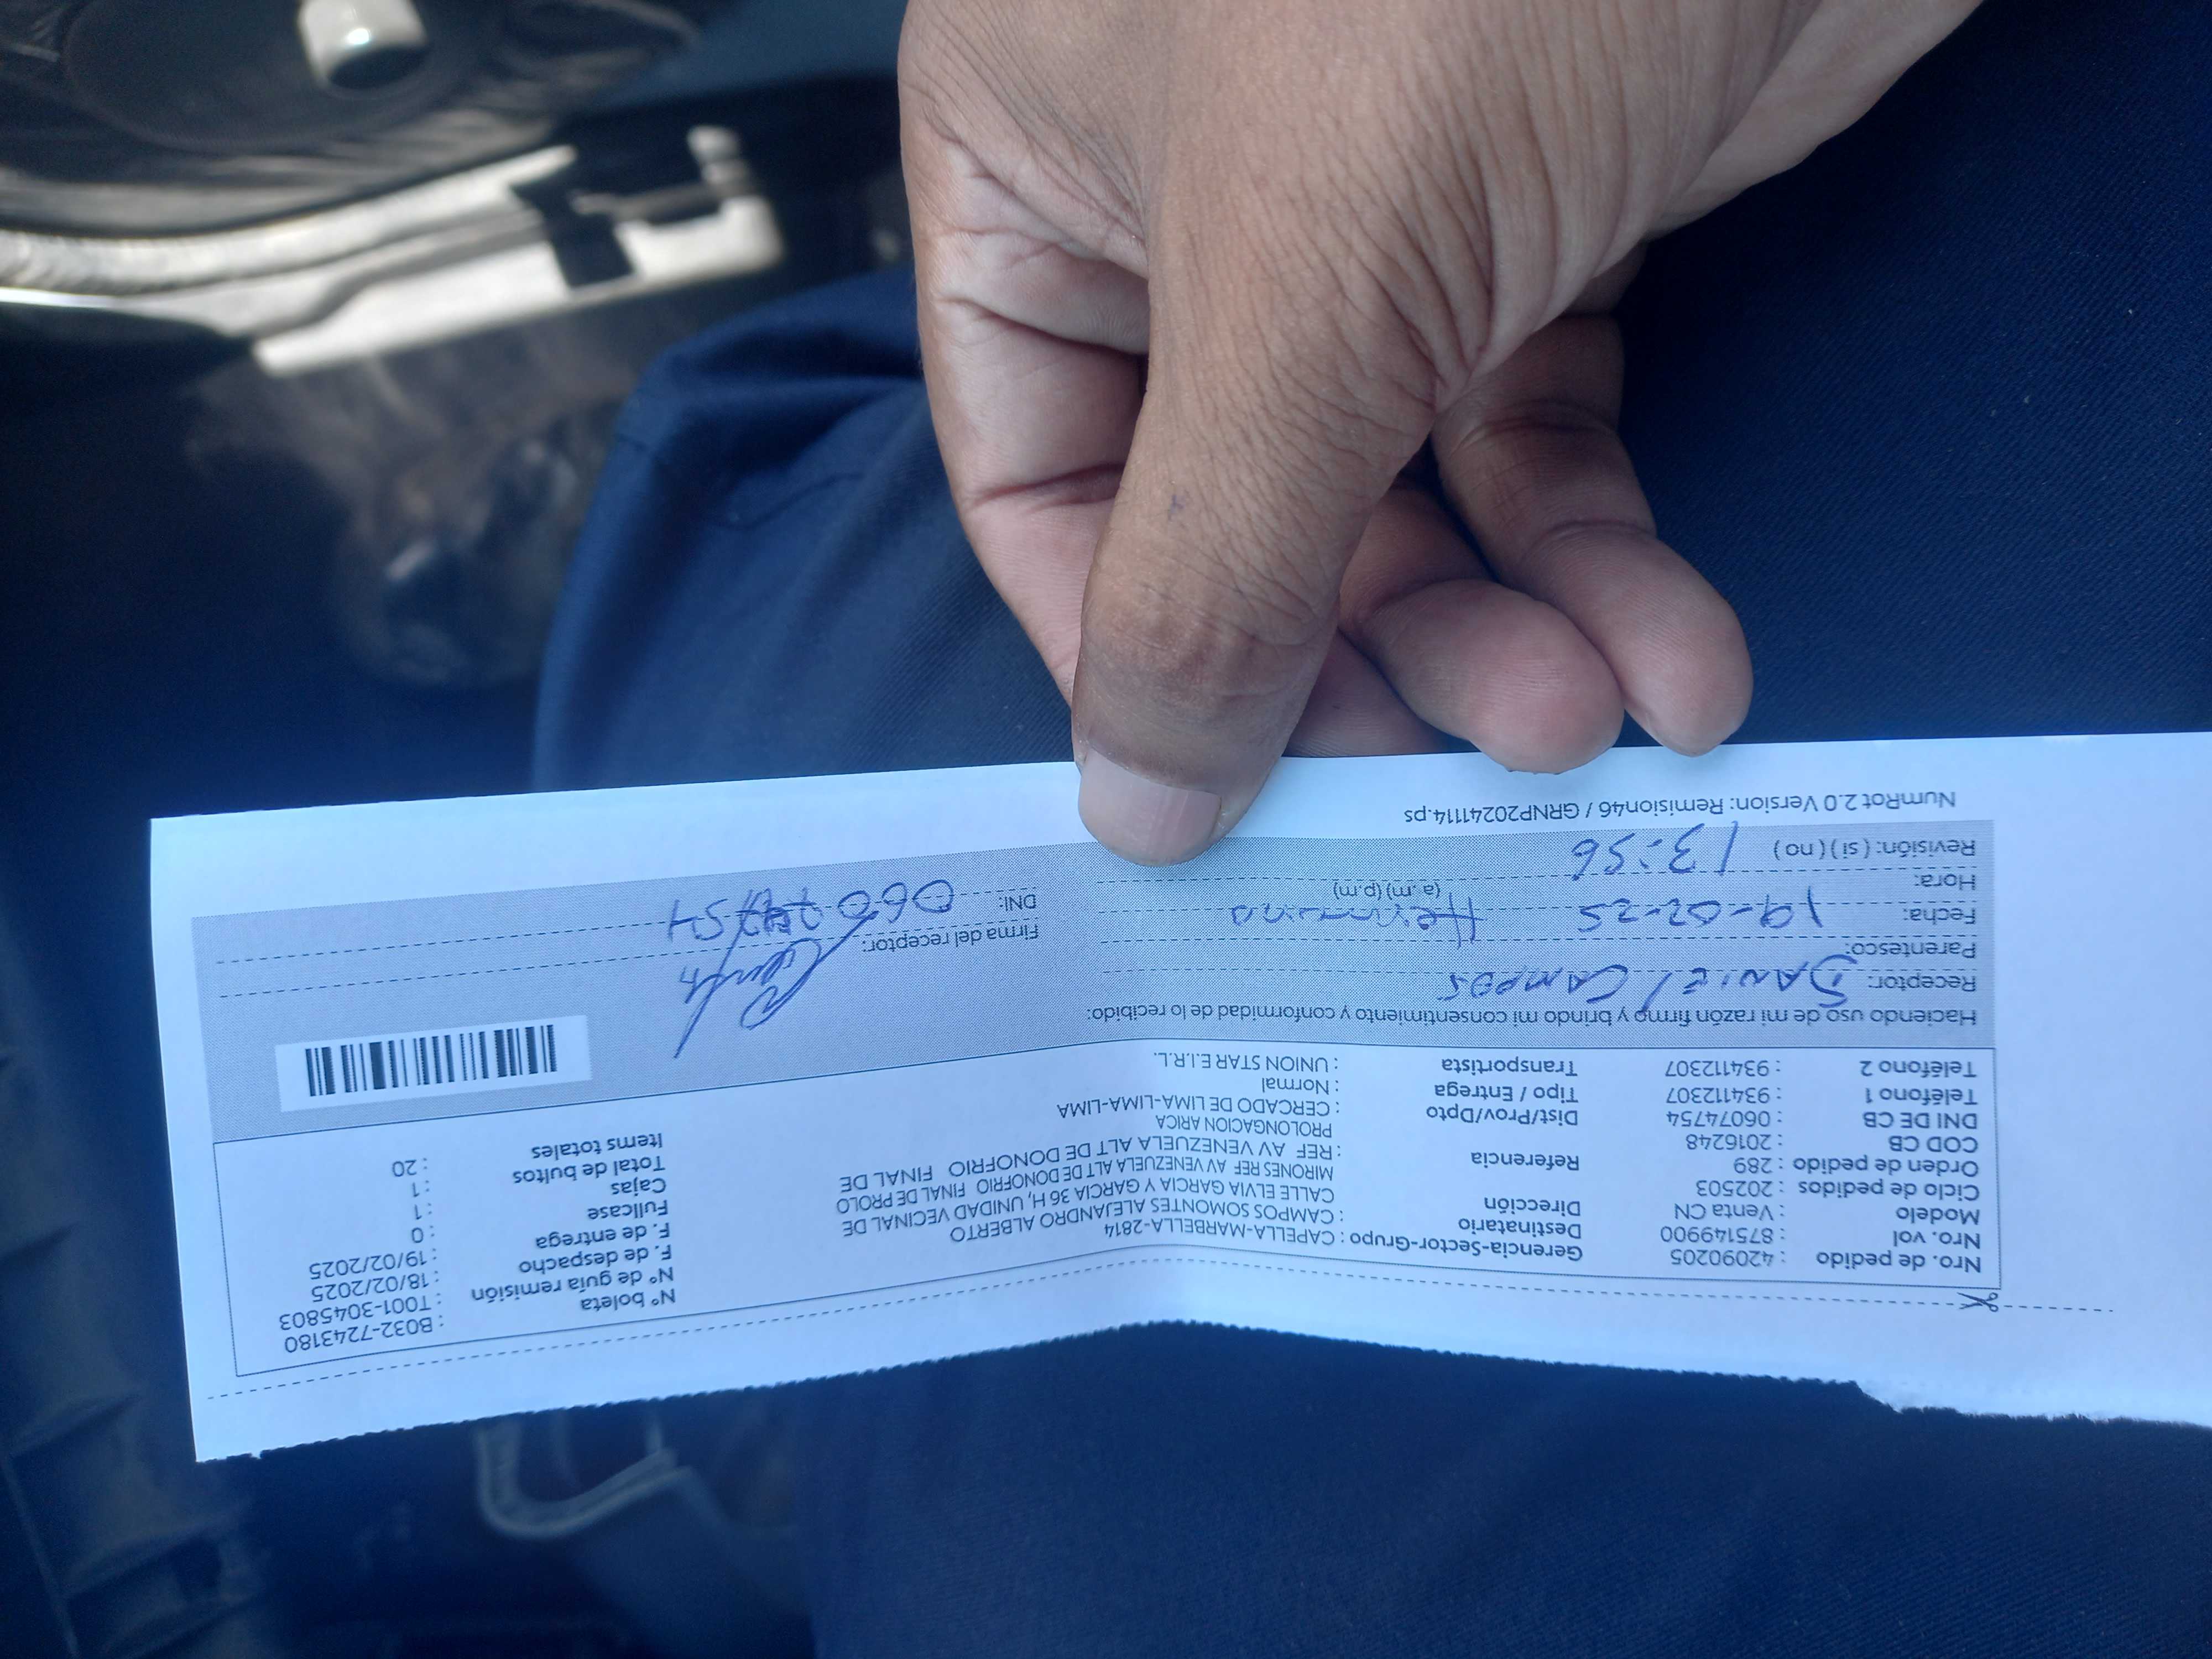 Nro. de pedido : 42090205
Nro. vol. : 875149900
Modelo : Venta CN
Ciclo de pedidos : 202503
Orden de pedido : 289
COD CB : 2016248
DNI DE CB : 06074754
Teléfono 1 : 934112307
Teléfono 2 : 934112307
Gerencia-Sector-Grupo : CAPELLA-MARBELLA-2814
Destinatario : CAMPOS SOMONTES ALEJANDRO ALBERTO
Dirección : CALLE ELVIA GARCIA Y GARCIA 36 H, UNIDAD VECINAL DE
MIRONES REF AV VENEZUELA ALT DE DONOFRIO FINAL DE PROLO
Referencia : REF AV VENEZUELA ALT DE DONOFRIO FINAL DE
PROLONGACION ARICA
Dist/Prov/Dpto : CERCADO DE LIMA-LIMA-LIMA
Tipo / Entrega : Normal
Transportista : UNION STAR E.I.R.L.
N° boleta : B032-7243180
N° de guía remisión : T001-3045803
F. de despacho : 18/02/2025
F. de entrega : 19/02/2025
Fullcase : 0
Cajas : 1
Total de bultos : 1
Items totales : 20
Haciendo uso de mi razón firmo y brindo mi consentimiento y conformidad de lo recibido:
Receptor: DANIEL CAMPOS
Parentesco: Hermano
Fecha: 19-02-25
Hora: 13:56 (a.m) (p.m)
Revisión: ( si ) ( no )
Firma del receptor:
DNI:
NumRot 2.0 Version: Remision46 / GRNP20241114.ps